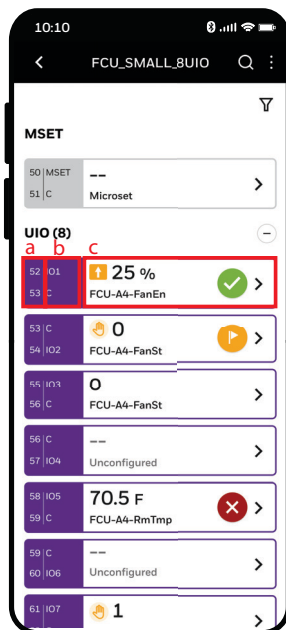 10:10
FCU_SMALL_8UIO
MSET
50 MSET --
51 C Microset
UIO (8)
a b c
52 IO1 25 %
53 C FCU-A4-FanEn
53 C 0
54 IO2 FCU-A4-FanSt
55 IO3 0
56 C FCU-A4-FanSt
56 C --
57 IO4 Unconfigured
58 IO5 70.5 F
59 C FCU-A4-RmTmp
59 C --
60 IO6 Unconfigured
61 IO7 1